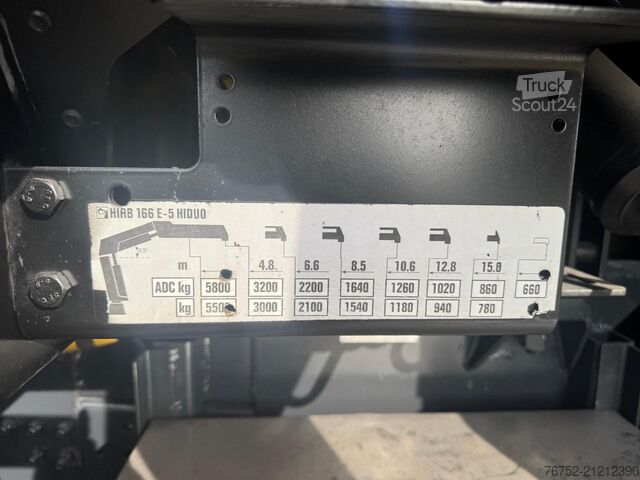 Truck
Scout24
HIAB 166 E-5 HIDUO
m 4.8 6.6 8.5 10.6 12.8 15.0
ADC kg 5800 3200 2200 1640 1260 1020 860 660
kg 5500 3000 2100 1540 1180 940 780
76752-21212396